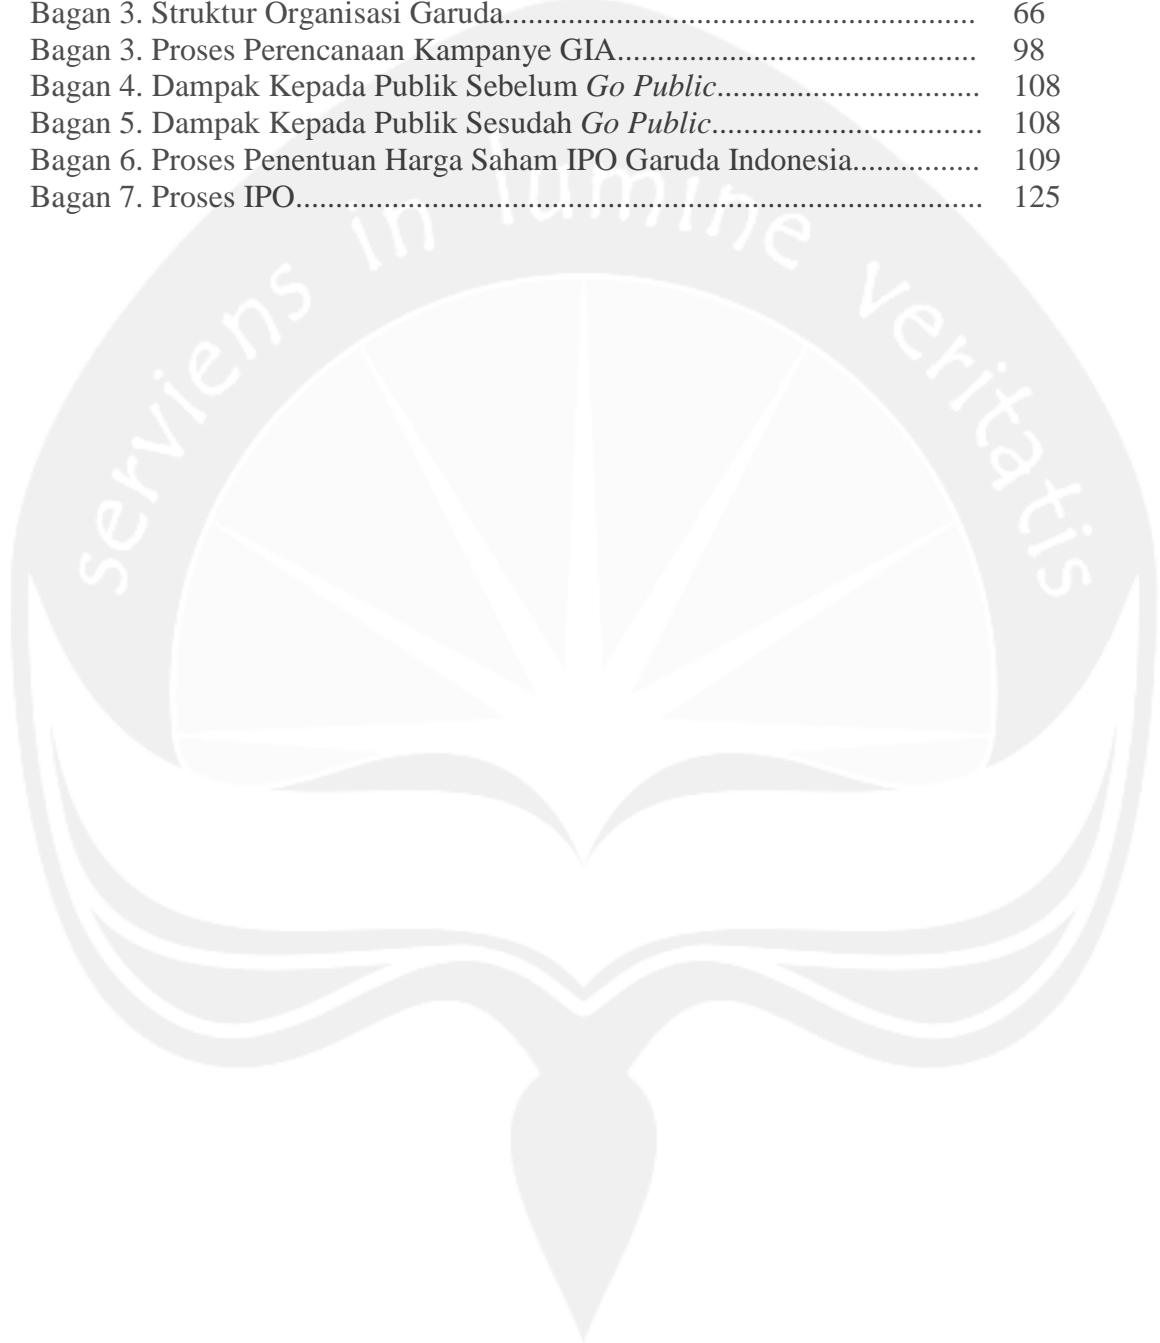 Bagan 3. Struktur Organisasi Garuda......................................................... 66
Bagan 3. Proses Perencanaan Kampanye GIA........................................... 98
Bagan 4. Dampak Kepada Publik Sebelum Go Public................................ 108
Bagan 5. Dampak Kepada Publik Sesudah Go Public................................. 108
Bagan 6. Proses Penentuan Harga Saham IPO Garuda Indonesia............... 109
Bagan 7. Proses IPO................................................................................... 125
serviens in lumine veritatis